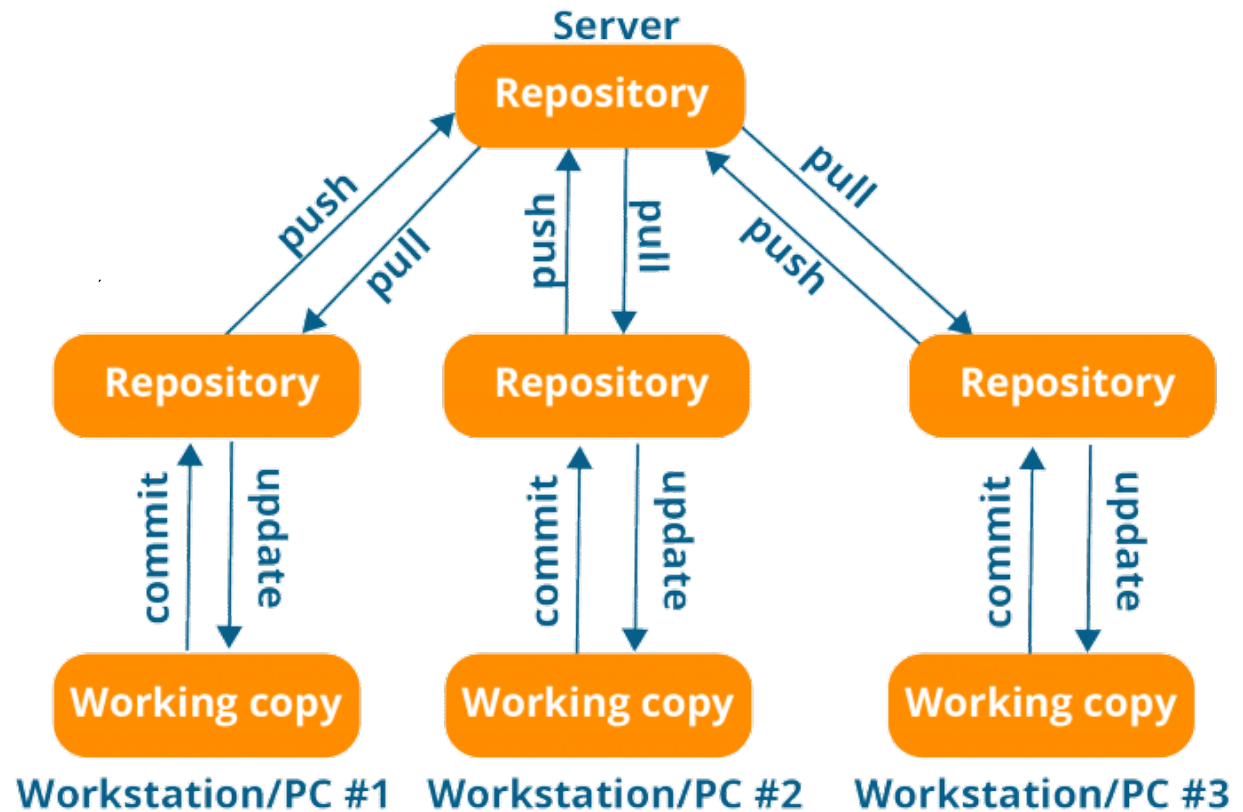 Server
Repository
push
pull
push
pull
push
pull
Repository
Repository
Repository
commit
update
commit
update
commit
update
Working copy
Working copy
Working copy
Workstation/PC #1
Workstation/PC #2
Workstation/PC #3